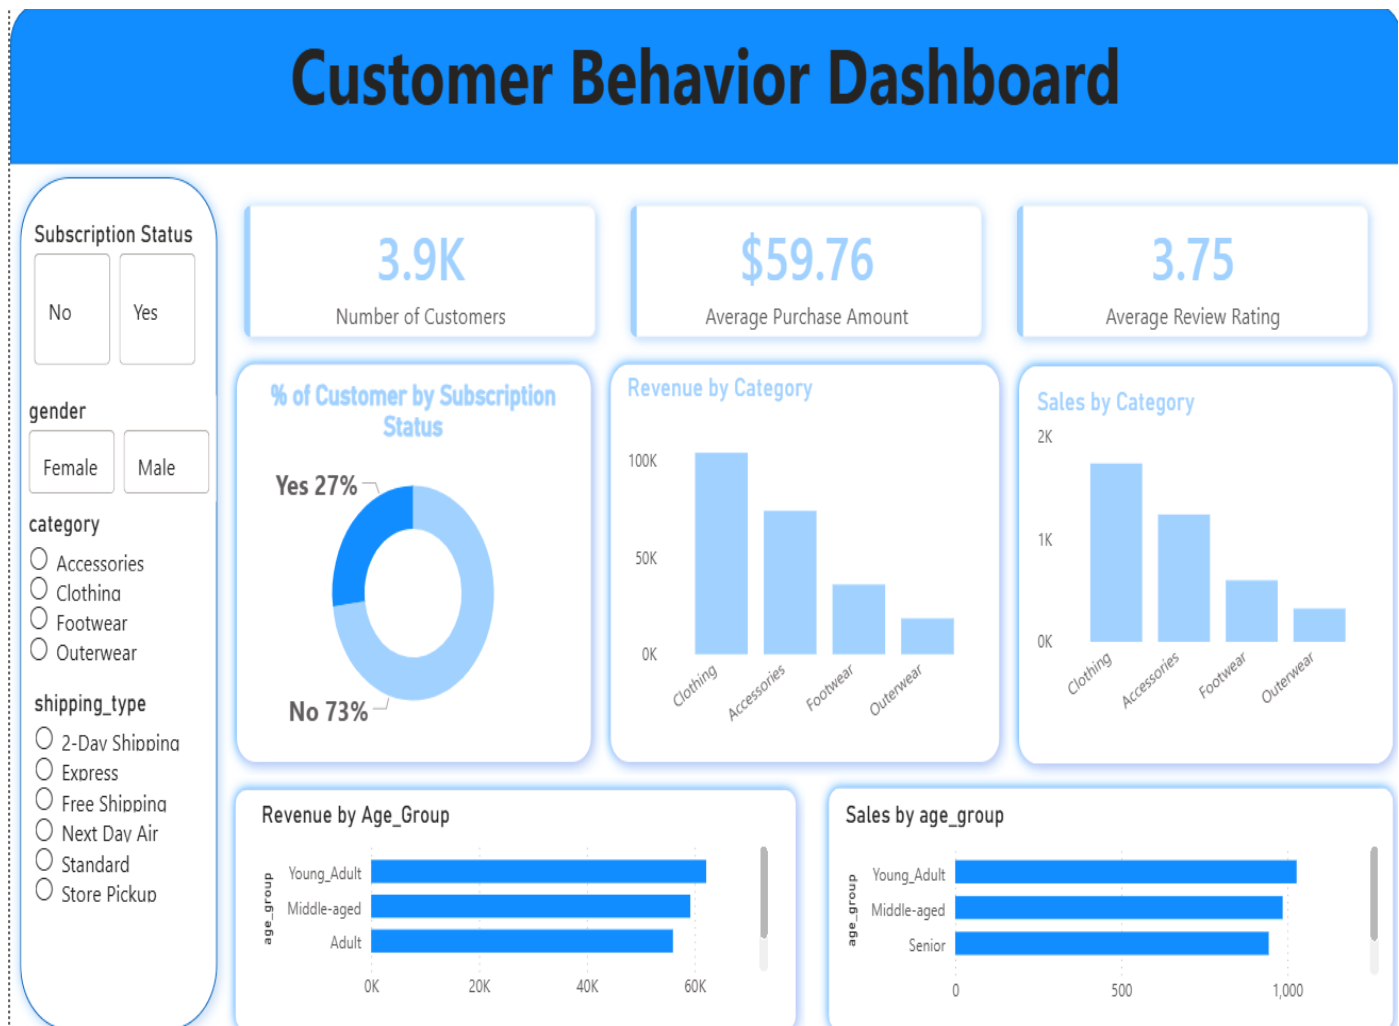 Customer Behavior Dashboard
Subscription Status
No
Yes
gender
Female
Male
category
Accessories
Clothing
Footwear
Outerwear
shipping_type
2-Day Shipping
Express
Free Shipping
Next Day Air
Standard
Store Pickup
3.9K
Number of Customers
$59.76
Average Purchase Amount
3.75
Average Review Rating
% of Customer by Subscription
Status
Yes 27%
No 73%
Revenue by Category
100K
50K
0K
Clothing
Accessories
Footwear
Outerwear
Sales by Category
2K
1K
0K
Clothing
Accessories
Footwear
Outerwear
Revenue by Age_Group
age_group
Young_Adult
Middle-aged
Adult
0K
20K
40K
60K
Sales by age_group
age_group
Young_Adult
Middle-aged
Senior
0
500
1,000